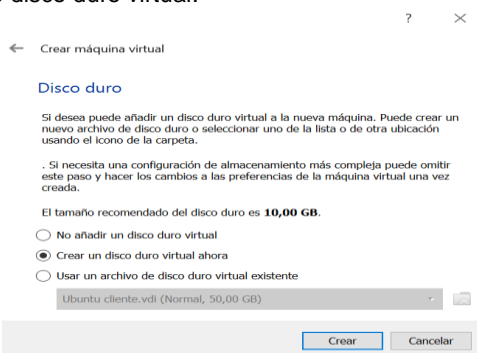 disco duro virtual.
?
Crear máquina virtual
Disco duro
Si desea puede añadir un disco duro virtual a la nueva máquina. Puede crear un
nuevo archivo de disco duro o seleccionar uno de la lista o de otra ubicación
usando el icono de la carpeta.
. Si necesita una configuración de almacenamiento más compleja puede omitir
este paso y hacer los cambios a las preferencias de la máquina virtual una vez
creada.
El tamaño recomendado del disco duro es 10,00 GB.
No añadir un disco duro virtual
Crear un disco duro virtual ahora
Usar un archivo de disco duro virtual existente
Ubuntu cliente.vdi (Normal, 50,00 GB)
Crear Cancelar